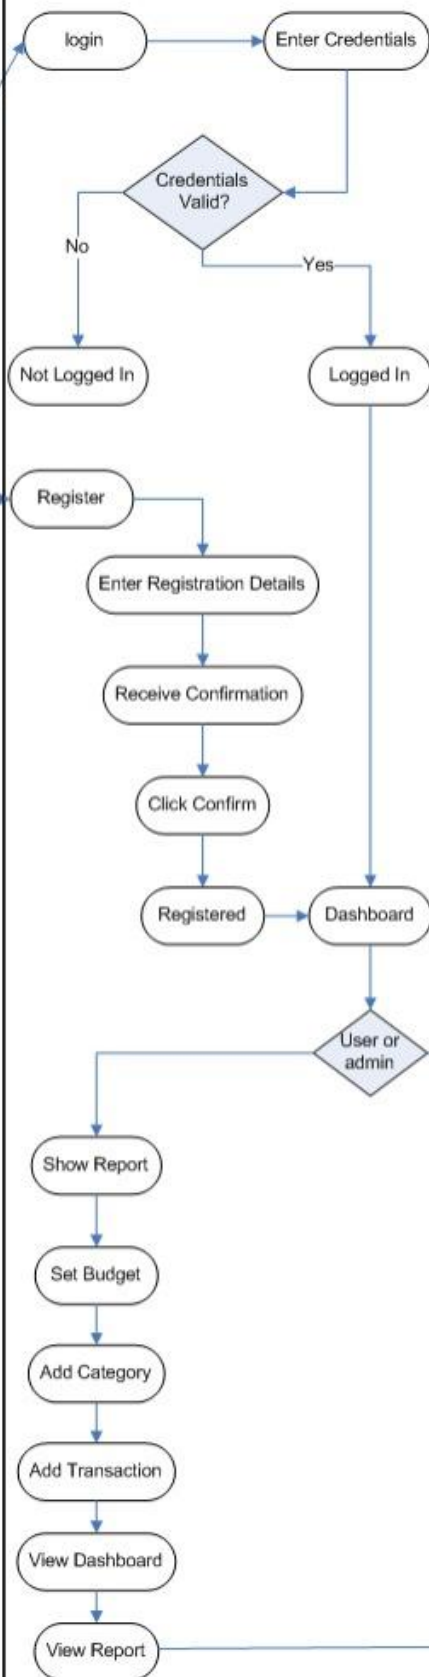 login
Enter Credentials
Credentials
Valid?
No
Yes
Not Logged In
Logged In
Register
Enter Registration Details
Receive Confirmation
Click Confirm
Registered
Dashboard
User or
admin
Show Report
Set Budget
Add Category
Add Transaction
View Dashboard
View Report